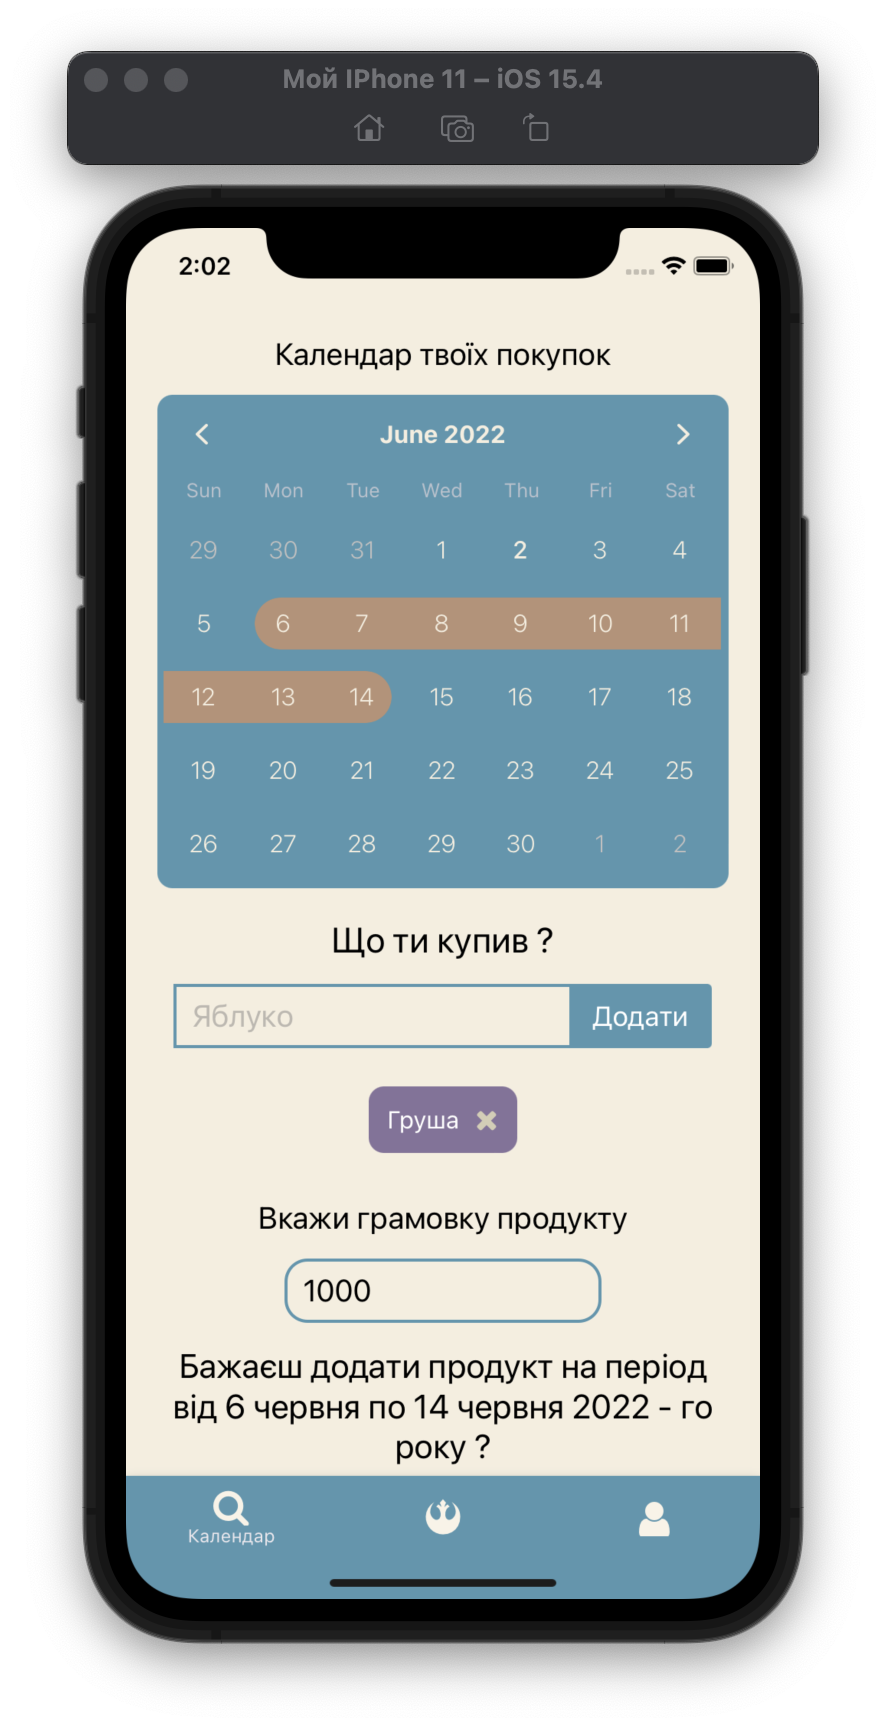 Мой IPhone 11 – iOS 15.4
2:02
Календар твоїх покупок
June 2022
Sun Mon Tue Wed Thu Fri Sat
29 30 31 1 2 3 4
5 6 7 8 9 10 11
12 13 14 15 16 17 18
19 20 21 22 23 24 25
26 27 28 29 30 1 2
Що ти купив ?
Яблуко Додати
Груша
Вкажи грамовку продукту
1000
Бажаєш додати продукт на період
від 6 червня по 14 червня 2022 - го
року ?
Календар